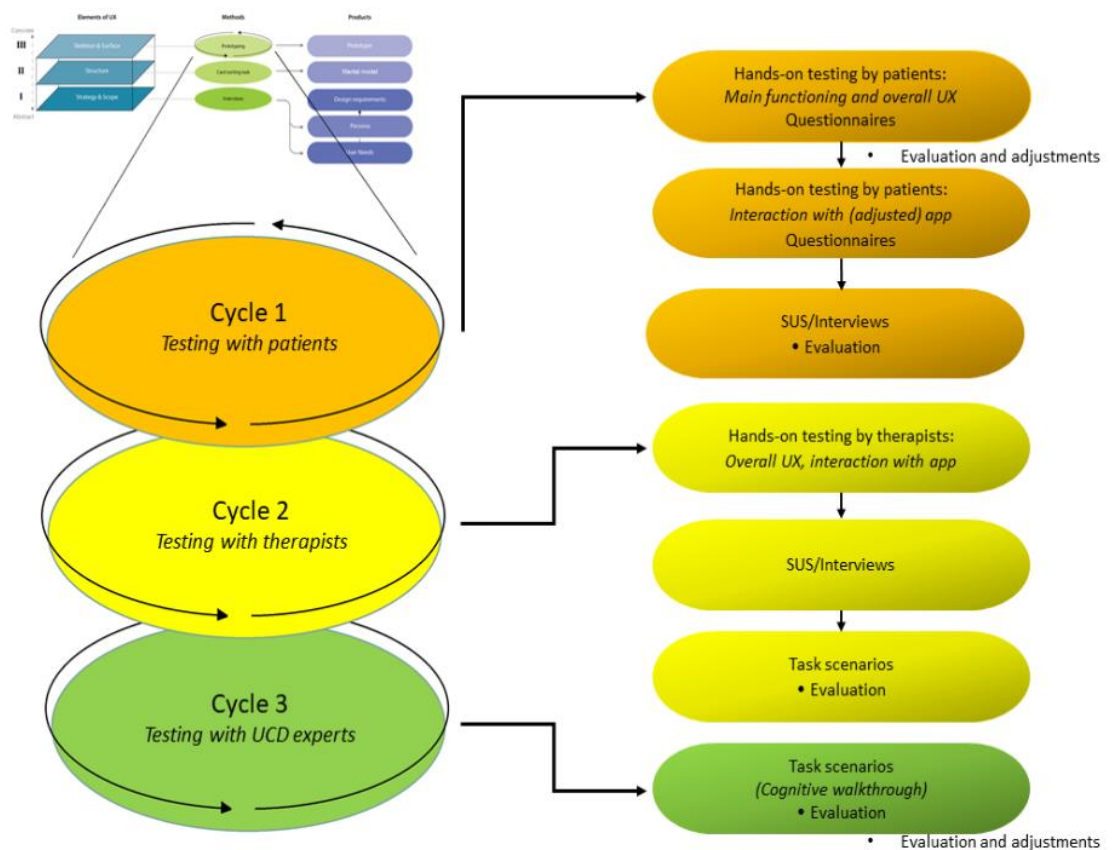 Elements of UX
Methods
Products
Concrete
III
Skeleton & Surface
Prototyping
Prototype
II
Structure
Card sorting task
Mental model
I
Strategy & Scope
Interviews
Design requirements
Abstract
Persona
User Needs
Cycle 1
Testing with patients
Cycle 2
Testing with therapists
Cycle 3
Testing with UCD experts
Hands-on testing by patients:
Main functioning and overall UX
Questionnaires
• Evaluation and adjustments
Hands-on testing by patients:
Interaction with (adjusted) app
Questionnaires
SUS/Interviews
• Evaluation
Hands-on testing by therapists:
Overall UX, interaction with app
SUS/Interviews
Task scenarios
• Evaluation
Task scenarios
(Cognitive walkthrough)
• Evaluation
• Evaluation and adjustments